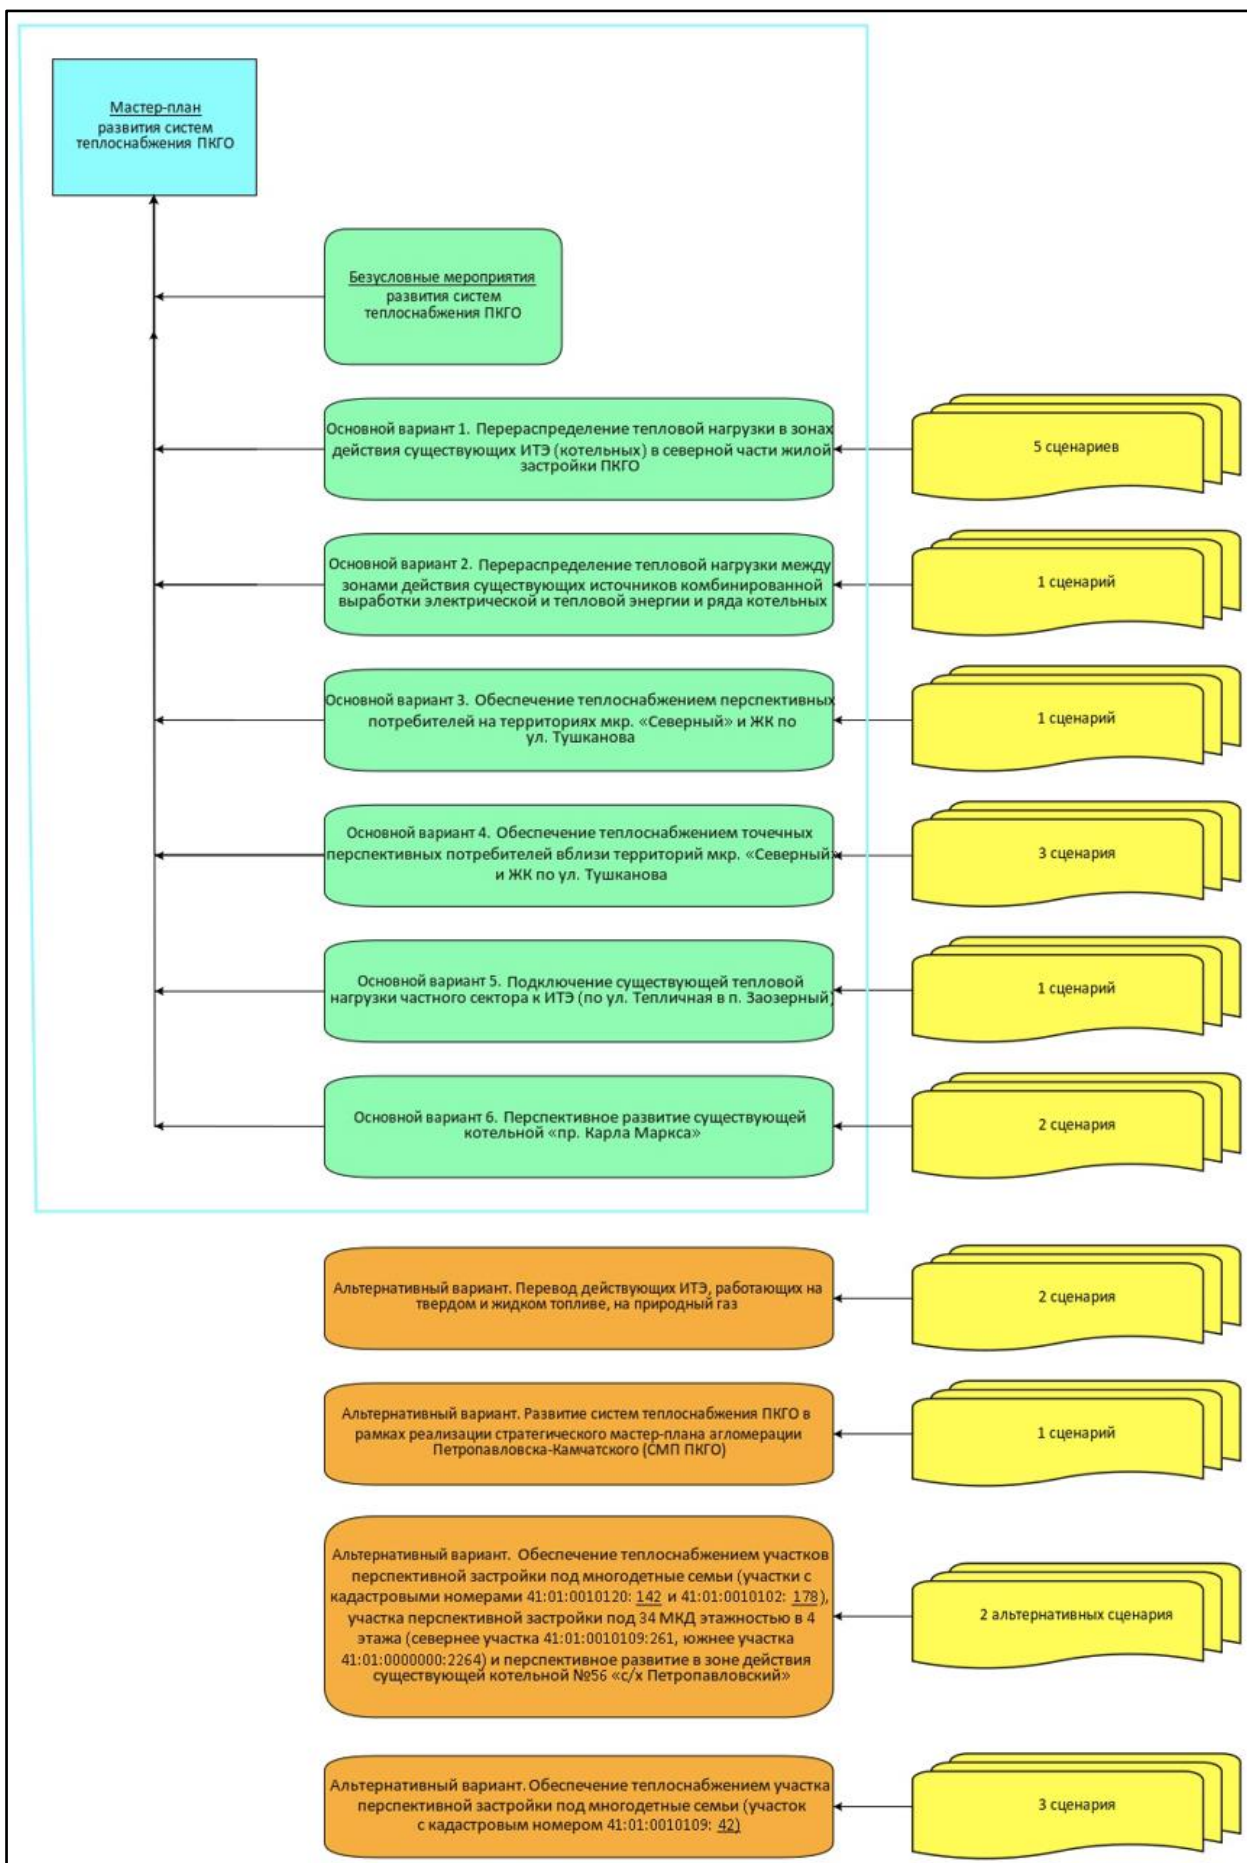 Мастер-план
развития систем
теплоснабжения ПКГО
Безусловные мероприятия
развития систем
теплоснабжения ПКГО
Основной вариант 1. Перераспределение тепловой нагрузки в зонах
действия существующих ИТЭ (котельных) в северной части жилой
застройки ПКГО
5 сценариев
Основной вариант 2. Перераспределение тепловой нагрузки между
зонами действия существующих источников комбинированной
выработки электрической и тепловой энергии и ряда котельных
1 сценарий
Основной вариант 3. Обеспечение теплоснабжением перспективных
потребителей на территориях мкр. «Северный» и ЖК по
ул. Тушканова
1 сценарий
Основной вариант 4. Обеспечение теплоснабжением точечных
перспективных потребителей вблизи территорий мкр. «Северный»
и ЖК по ул. Тушканова
3 сценария
Основной вариант 5. Подключение существующей тепловой
нагрузки частного сектора к ИТЭ (по ул. Тепличная в п. Заозерный)
1 сценарий
Основной вариант 6. Перспективное развитие существующей
котельной «пр. Карла Маркса»
2 сценария
Альтернативный вариант. Перевод действующих ИТЭ, работающих на
твердом и жидком топливе, на природный газ
2 сценария
Альтернативный вариант. Развитие систем теплоснабжения ПКГО в
рамках реализации стратегического мастер-плана агломерации
Петропавловска-Камчатского (СМП ПКГО)
1 сценарий
Альтернативный вариант. Обеспечение теплоснабжением участков
перспективной застройки под многодетные семьи (участки с
кадастровыми номерами 41:01:0010120: 142 и 41:01:0010102: 178),
участка перспективной застройки под 34 МКД этажностью в 4
этажа (севернее участка 41:01:0010109:261, южнее участка
41:01:0000000:2264) и перспективное развитие в зоне действия
существующей котельной №56 «с/х Петропавловский»
2 альтернативных сценария
Альтернативный вариант. Обеспечение теплоснабжением участка
перспективной застройки под многодетные семьи (участок
с кадастровым номером 41:01:0010109: 42)
3 сценария